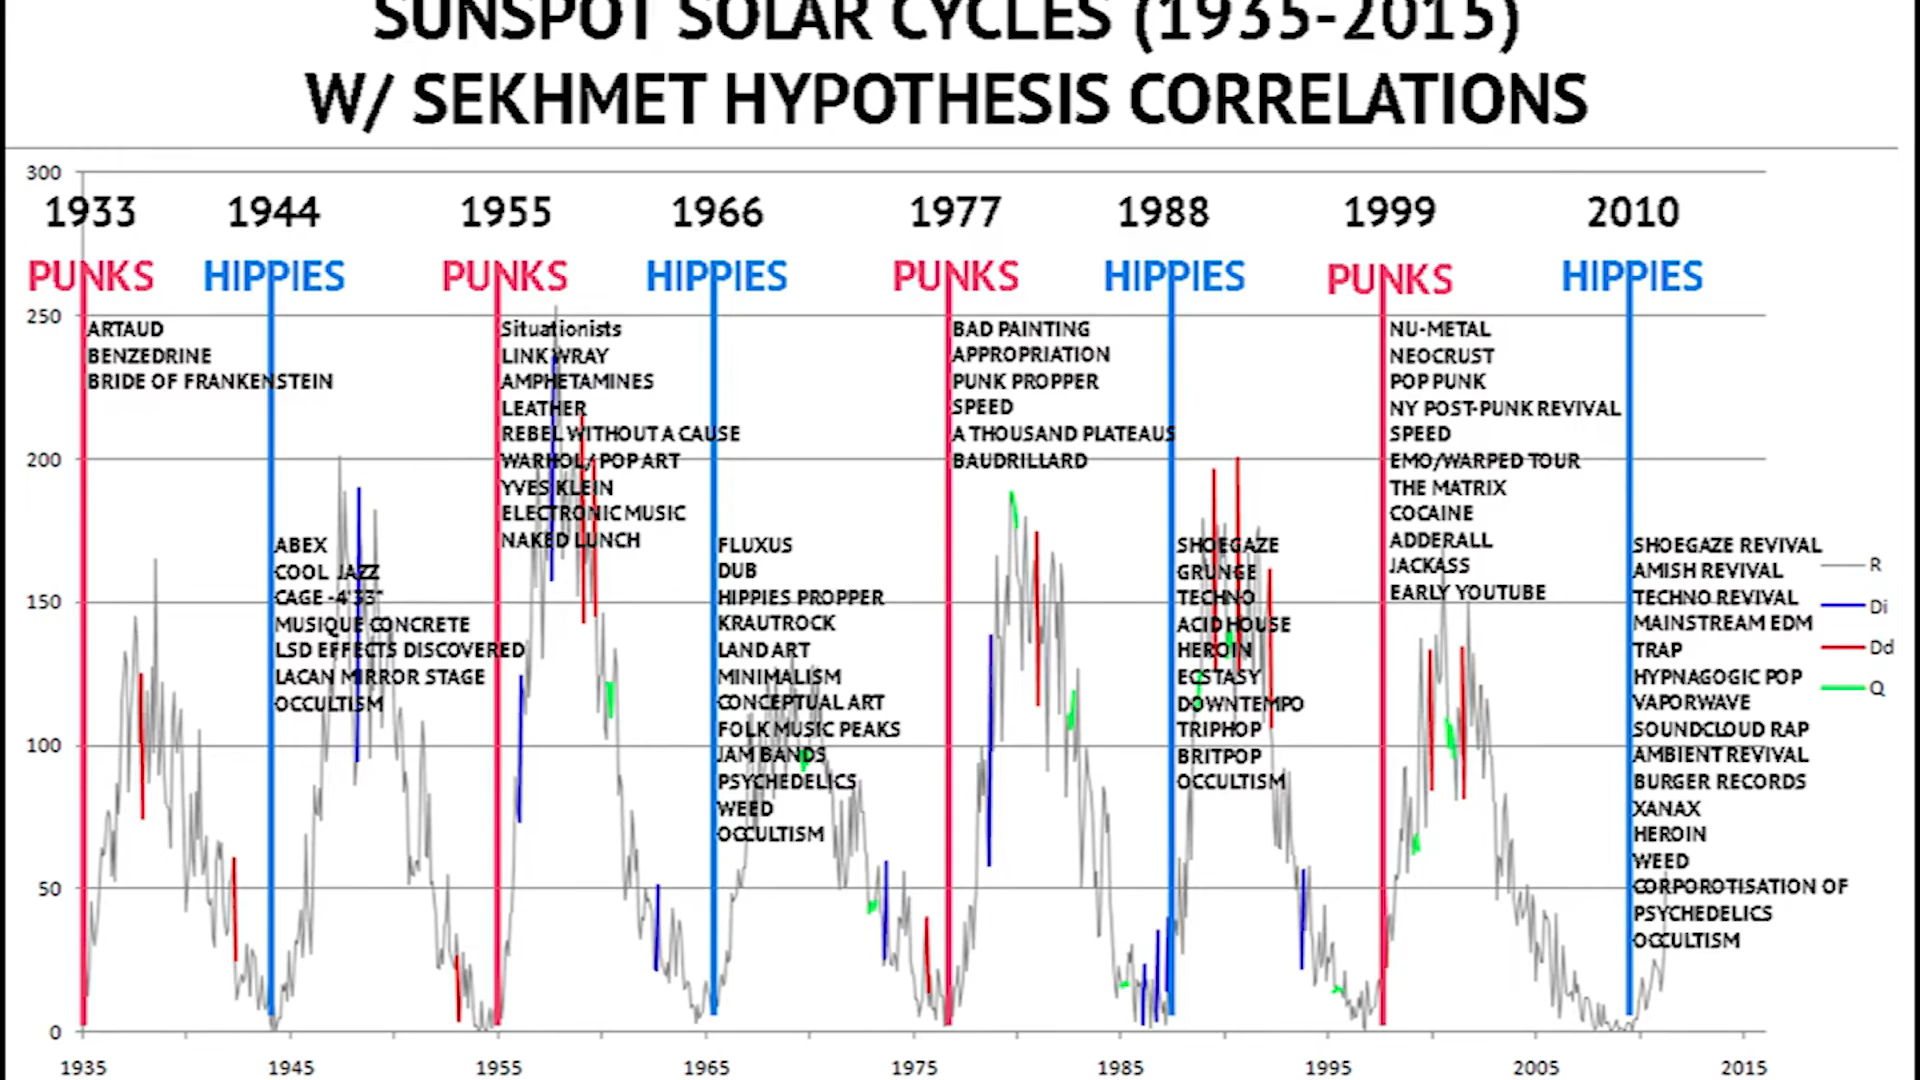 SUNSPOT SOLAR CYCLES (1935-2015)
W/ SEKHMET HYPOTHESIS CORRELATIONS
300
1933
1944
1955
1966
1977
1988
1999
2010
PUNKS
HIPPIES
PUNKS
HIPPIES
PUNKS
HIPPIES
PUNKS
HIPPIES
250
200
150
100
50
0
ARTAUD
BENZEDRINE
BRIDE OF FRANKENSTEIN
ABEX
COOL JAZZ
CAGE -4'33"
MUSIQUE CONCRETE
LSD EFFECTS DISCOVERED
LACAN MIRROR STAGE
OCCULTISM
Situationists
LINK WRAY
AMPHETAMINES
LEATHER
REBEL WITHOUT A CAUSE
WARHOL/ POP ART
YVES KLEIN
ELECTRONIC MUSIC
NAKED LUNCH
FLUXUS
DUB
HIPPIES PROPPER
KRAUTROCK
LAND ART
MINIMALISM
CONCEPTUAL ART
FOLK MUSIC PEAKS
JAM BANDS
PSYCHEDELICS
WEED
OCCULTISM
BAD PAINTING
APPROPRIATION
PUNK PROPPER
SPEED
A THOUSAND PLATEAUS
BAUDRILLARD
SHOEGAZE
GRUNGE
TECHNO
ACID HOUSE
HEROIN
ECSTASY
DOWNTEMPO
TRIPHOP
BRITPOP
OCCULTISM
NU-METAL
NEOCRUST
POP PUNK
NY POST-PUNK REVIVAL
SPEED
EMO/WARPED TOUR
THE MATRIX
COCAINE
ADDERALL
JACKASS
EARLY YOUTUBE
SHOEGAZE REVIVAL
AMISH REVIVAL
TECHNO REVIVAL
MAINSTREAM EDM
TRAP
HYPNAGOGIC POP
VAPORWAVE
SOUNDCLOUD RAP
AMBIENT REVIVAL
BURGER RECORDS
XANAX
HEROIN
WEED
CORPOROTISATION OF
PSYCHEDELICS
OCCULTISM
R
Di
Dd
Q
1935
1945
1955
1965
1975
1985
1995
2005
2015